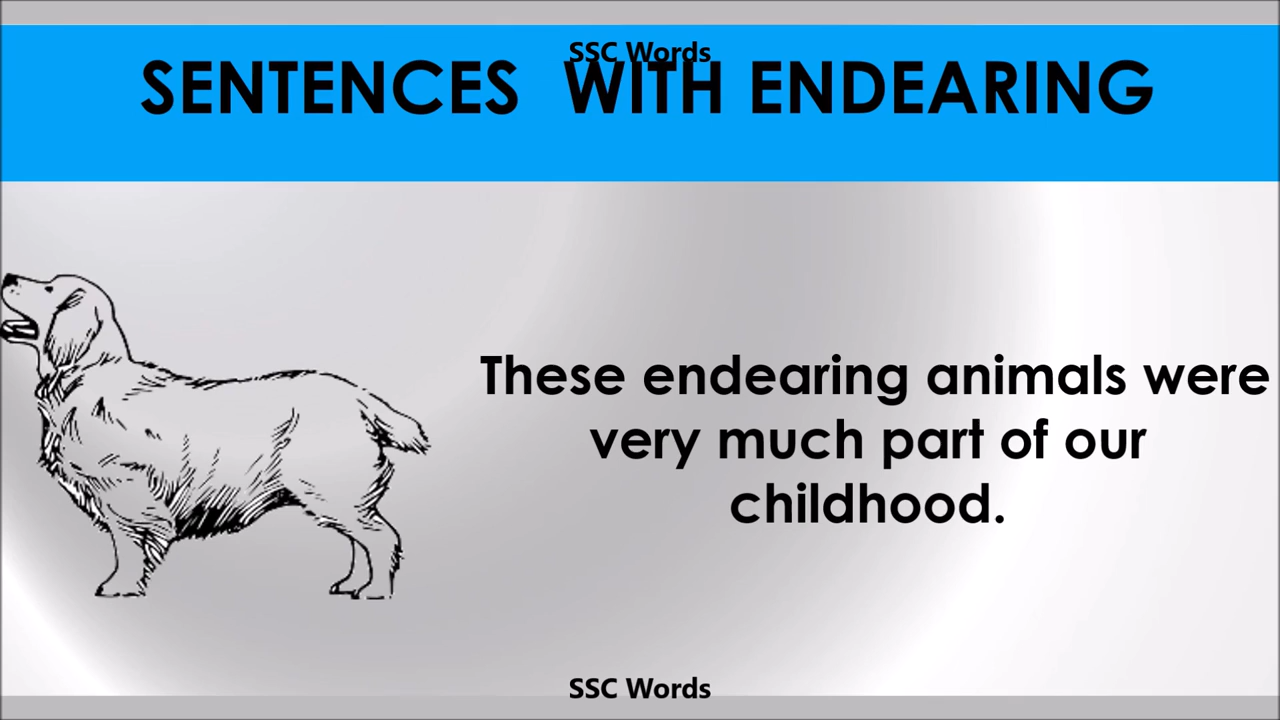 SSC Words
SENTENCES WITH ENDEARING
These endearing animals were
very much part of our
childhood.
SSC Words